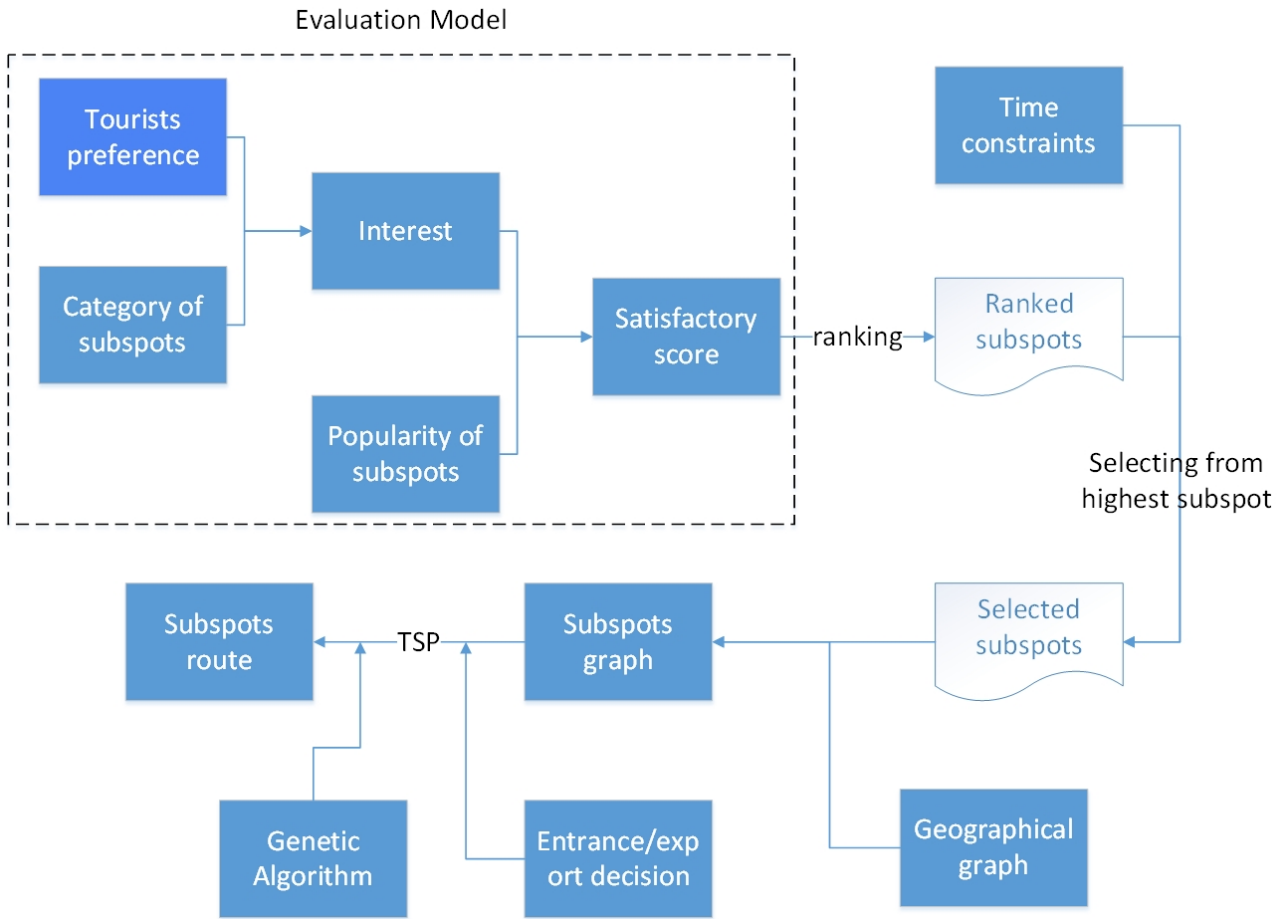 Evaluation Model
Tourists
preference
Time
constraints
Interest
Category of
subspots
Satisfactory
score
ranking
Ranked
subspots
Popularity of
subspots
Selecting from
highest subspot
Subspots
route
TSP
Subspots
graph
Selected
subspots
Genetic
Algorithm
Entrance/exp
ort decision
Geographical
graph